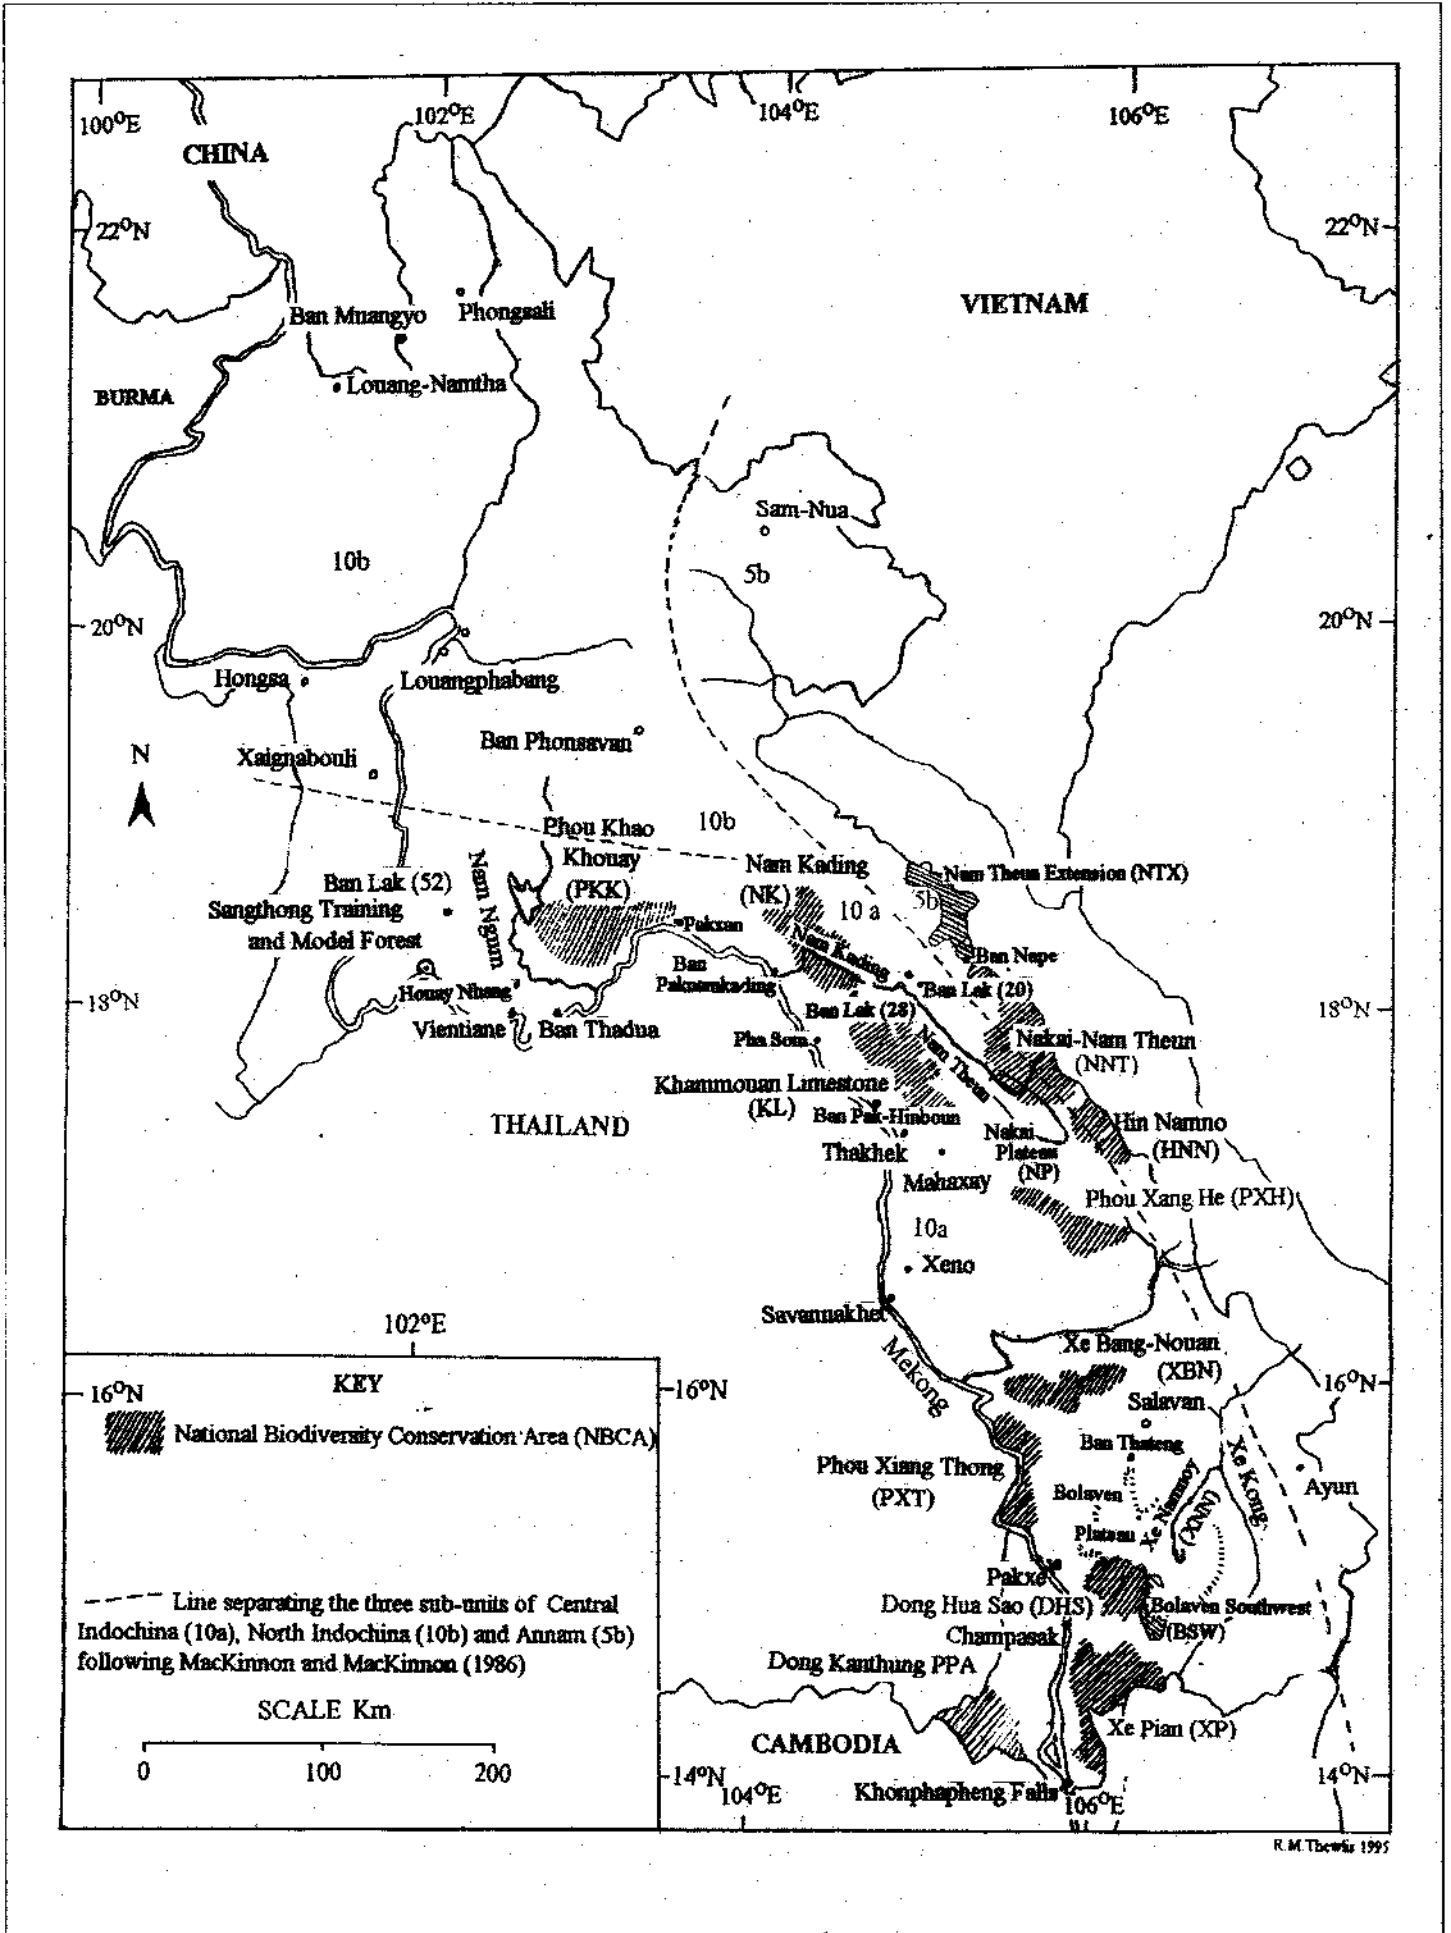 100°E
102°E
104°E
106°E
CHINA
22°N
22°N
VIETNAM
Ban Muangyo
Phongsali
BURMA
Louang-Namtha
Sam-Nua
10b
5b
20°N
20°N
Hongsa
Louangphabang
N
Xaignabouli
Ban Phonsavan
10b
Phou Khao
Khouay
(PKK)
Nam Kading
(NK)
Nam Theun Extension (NTX)
Ban Lak (52)
Nam Ngum
Sangthong Training
and Model Forest
10 a
5b
Pakxan
Nam Kading
Ban Nape
Ban
Paknamkading
Houay Nhang
Ban Lak (20)
18°N
18°N
Ban Lak (28)
Vientiane
Ban Thadua
Pha Som
Nam Theun
Nakai-Nam Theun
(NNT)
Khammouan Limestone
(KL)
Ban Pak-Hinboun
THAILAND
Hin Namno
(HNN)
Nakai
Plateau
(NP)
Thakhek
Mahaxay
Phou Xang He (PXH)
10a
Xeno
Savannakhet
Mekong
102°E
Xe Bang-Nouan
(XBN)
KEY
16°N
16°N
16°N
Salavan
National Biodiversity Conservation Area (NBCA)
Ban Thateng
Xe Kong
Phou Xiang Thong
(PXT)
Ayun
Bolaven
Plateau
Xe Namnoy
(XNN)
Pakxe
Dong Hua Sao (DHS)
Bolaven Southwest
(BSW)
Champasak
Line separating the three sub-units of Central
Indochina (10a), North Indochina (10b) and Annam (5b)
following MacKinnon and MacKinnon (1986)
Dong Kanthung PPA
SCALE Km
Xe Pian (XP)
CAMBODIA
0
100
200
14°N
14°N
104°E
Khonphapheng Falls
106°E
R.M.Thewlis 1995